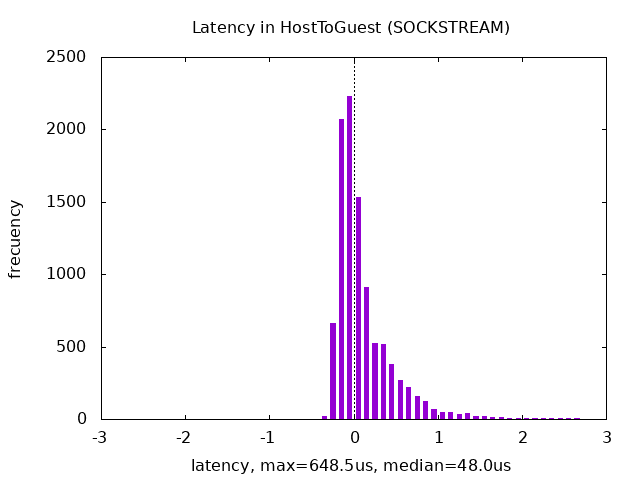 Latency in HostToGuest (SOCKSTREAM)
2500
2000
1500
1000
500
0
frecuency
-3 -2 -1 0 1 2 3
latency, max=648.5us, median=48.0us